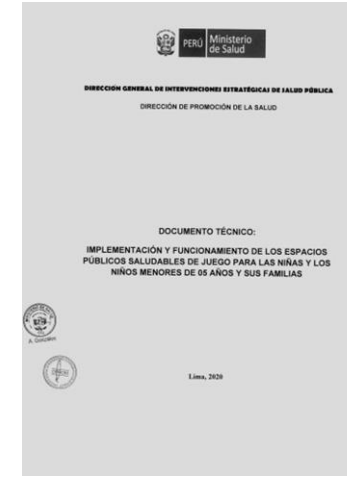 PERÚ
Ministerio
de Salud
DIRECCIÓN GENERAL DE INTERVENCIONES ESTRATÉGICAS DE SALUD PÚBLICA
DIRECCIÓN DE PROMOCIÓN DE LA SALUD
DOCUMENTO TÉCNICO:
IMPLEMENTACIÓN Y FUNCIONAMIENTO DE LOS ESPACIOS
PÚBLICOS SALUDABLES DE JUEGO PARA LAS NIÑAS Y LOS
NIÑOS MENORES DE 05 AÑOS Y SUS FAMILIAS
Lima, 2020